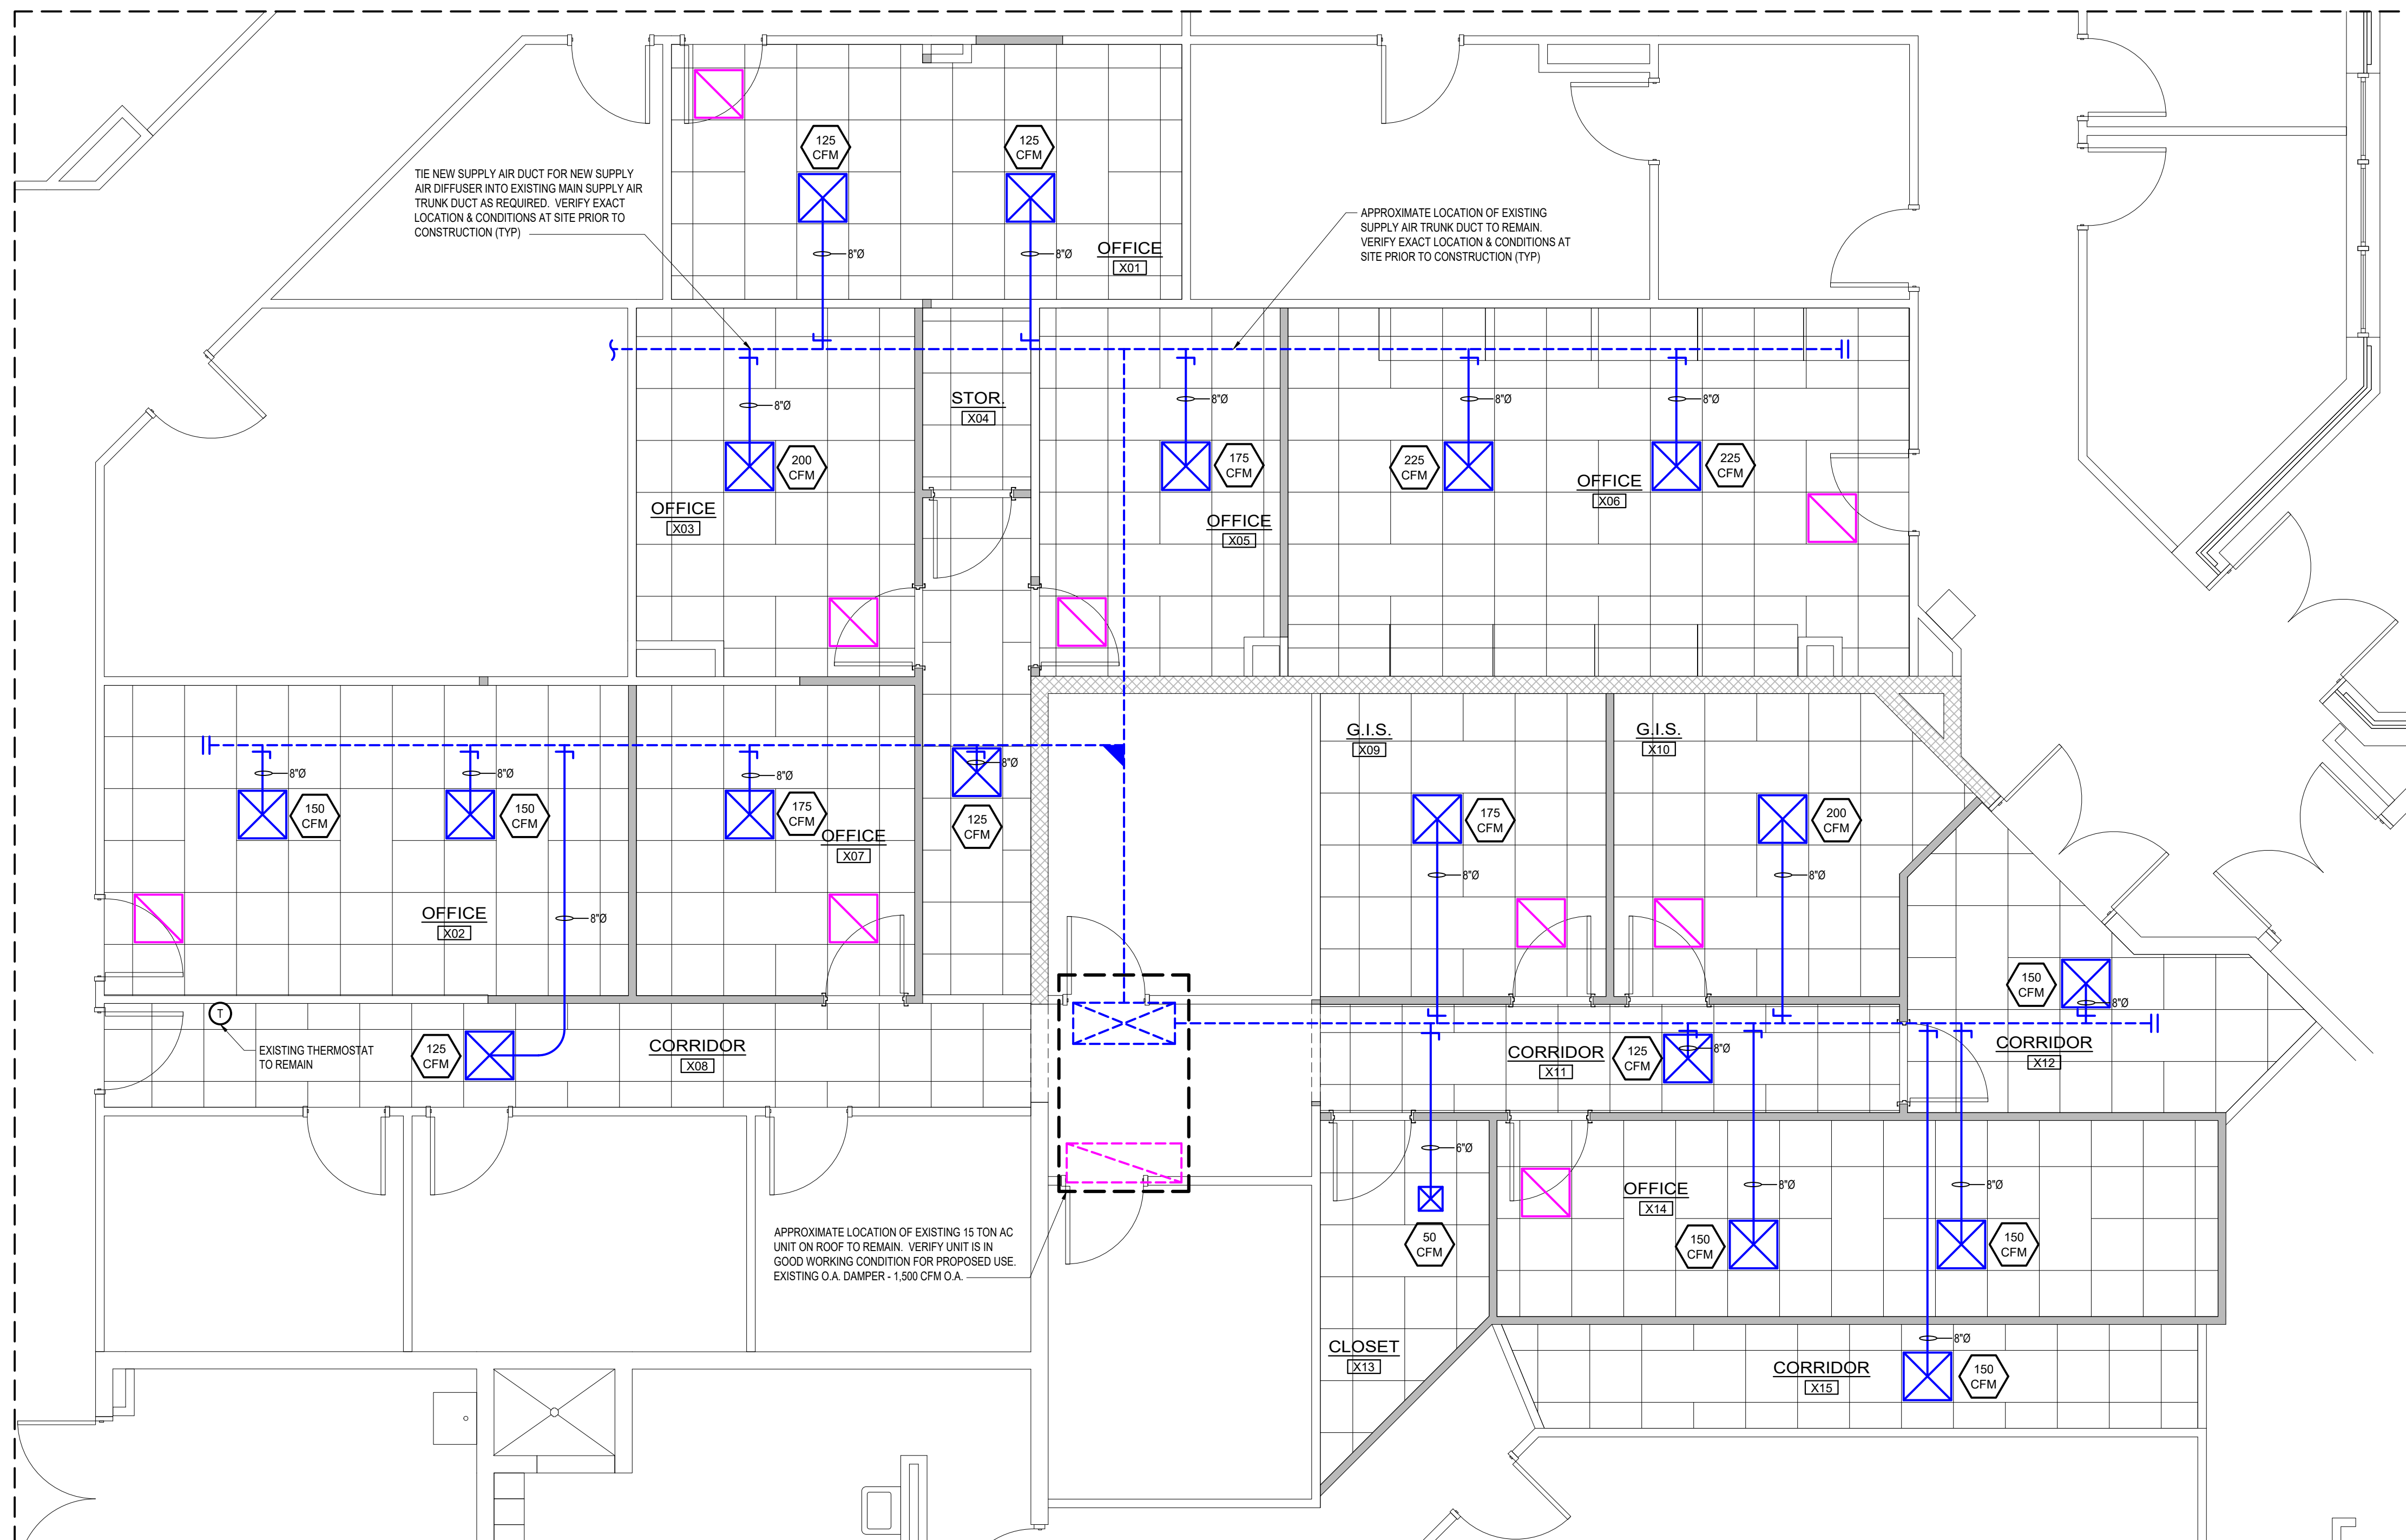 125
CFM
125
CFM
TIE NEW SUPPLY AIR DUCT FOR NEW SUPPLY
AIR DIFFUSER INTO EXISTING MAIN SUPPLY AIR
TRUNK DUCT AS REQUIRED. VERIFY EXACT
LOCATION & CONDITIONS AT SITE PRIOR TO
CONSTRUCTION (TYP)
APPROXIMATE LOCATION OF EXISTING
SUPPLY AIR TRUNK DUCT TO REMAIN.
VERIFY EXACT LOCATION & CONDITIONS AT
SITE PRIOR TO CONSTRUCTION (TYP)
8"Ø
8"Ø
OFFICE
X01
8"Ø
STOR.
X04
8"Ø
8"Ø
8"Ø
200
CFM
175
CFM
225
CFM
225
CFM
OFFICE
X03
OFFICE
X05
OFFICE
X06
G.I.S.
X09
G.I.S.
X10
8"Ø
8"Ø
8"Ø
8"Ø
150
CFM
150
CFM
175
CFM
OFFICE
X07
125
CFM
175
CFM
200
CFM
8"Ø
8"Ø
OFFICE
X02
8"Ø
150
CFM
8"Ø
T
EXISTING THERMOSTAT
TO REMAIN
125
CFM
CORRIDOR
X08
CORRIDOR
X11
125
CFM
8"Ø
CORRIDOR
X12
6"Ø
OFFICE
X14
8"Ø
8"Ø
APPROXIMATE LOCATION OF EXISTING 15 TON AC
UNIT ON ROOF TO REMAIN. VERIFY UNIT IS IN
GOOD WORKING CONDITION FOR PROPOSED USE.
EXISTING O.A. DAMPER - 1,500 CFM O.A.
50
CFM
150
CFM
150
CFM
CLOSET
X13
8"Ø
CORRIDOR
X15
150
CFM